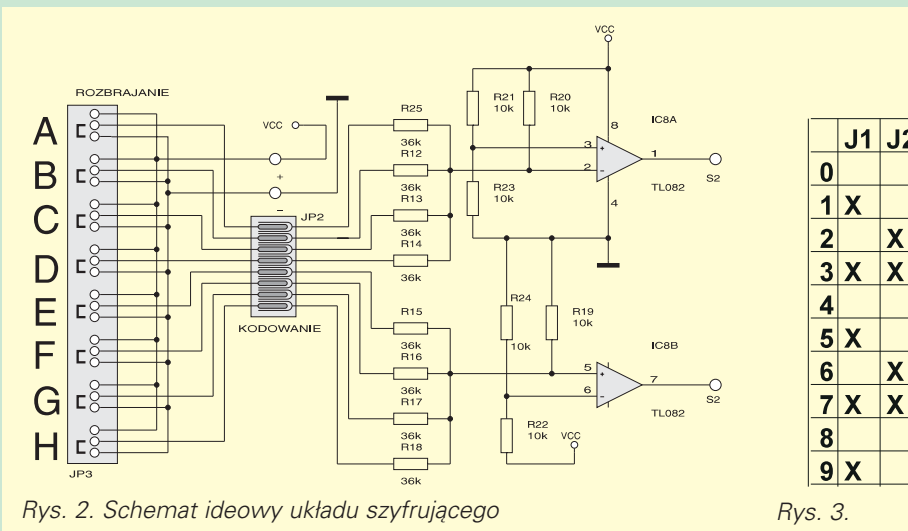 ROZBRAJANIE
A
B
C
D
E
F
G
H
JP3
VCC
+
−
JP2
KODOWANIE
R25
36k
R12
36k
R13
36k
R14
36k
R15
36k
R16
36k
R17
36k
R18
36k
VCC
R21
10k
R20
10k
R23
10k
3
+
2
-
8
4
1
IC8A
TL082
S2
R24
10k
R19
10k
5
+
6
-
7
IC8B
TL082
S2
R22
10k
VCC
Rys. 2. Schemat ideowy układu szyfrującego
J1 J2
0
1 X
2 X
3 X X
4
5 X
6 X
7 X X
8
9 X
Rys. 3.